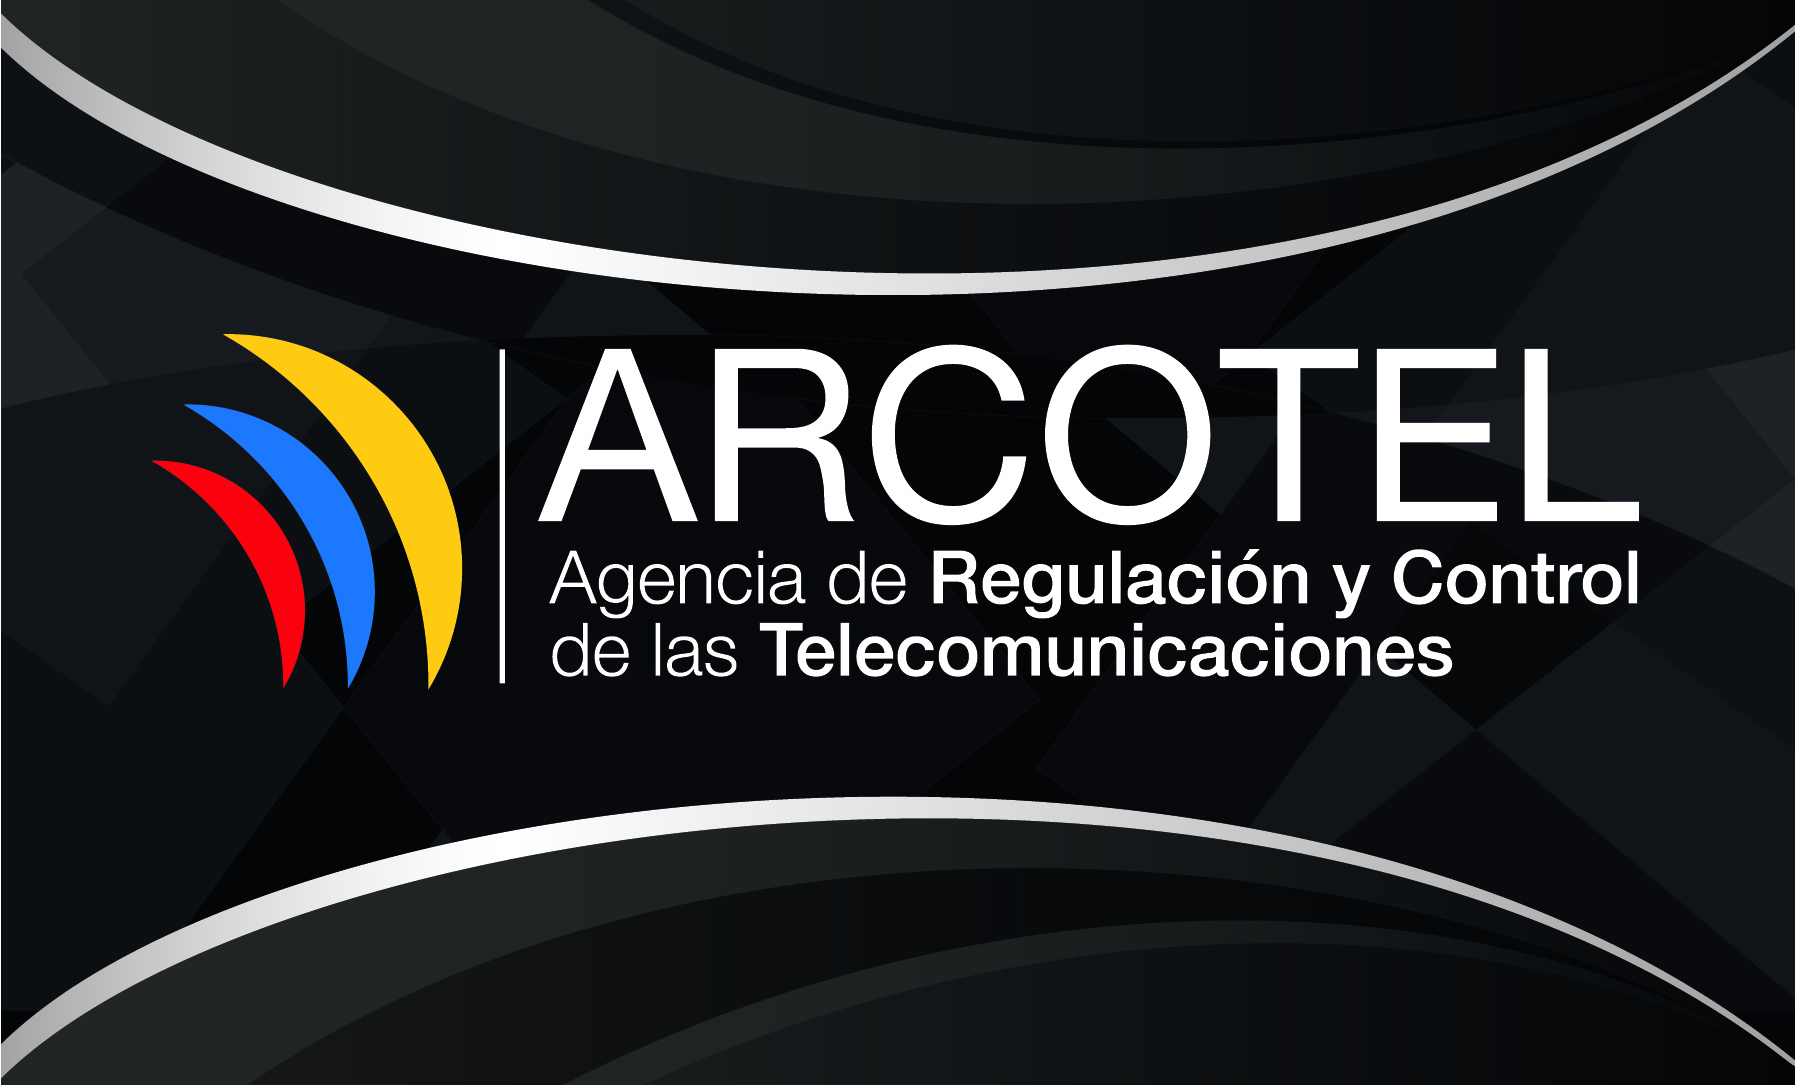 ARCOTEL
Agencia de Regulación y Control
de las Telecomunicaciones